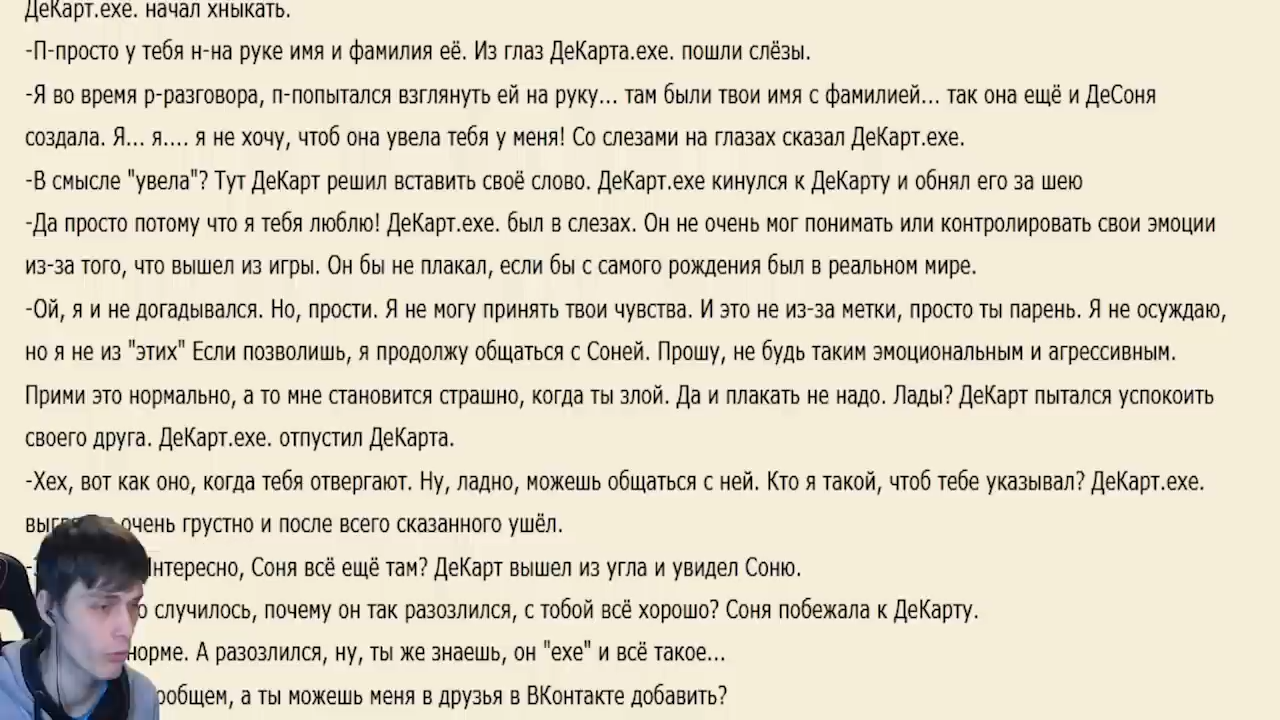 ДеКарт.exe. начал хныкать.
-П-просто у тебя н-на руке имя и фамилия её. Из глаз ДеКарта.exe. пошли слёзы.
-Я во время р-разговора, п-попытался взглянуть ей на руку... там были твои имя с фамилией... так она ещё и ДеСоня
создала. Я... я.... я не хочу, чтоб она увела тебя у меня! Со слезами на глазах сказал ДеКарт.exe.
-В смысле "увела"? Тут ДеКарт решил вставить своё слово. ДеКарт.exe кинулся к ДеКарту и обнял его за шею
-Да просто потому что я тебя люблю! ДеКарт.exe. был в слезах. Он не очень мог понимать или контролировать свои эмоции
из-за того, что вышел из игры. Он бы не плакал, если бы с самого рождения был в реальном мире.
-Ой, я и не догадывался. Но, прости. Я не могу принять твои чувства. И это не из-за метки, просто ты парень. Я не осуждаю,
но я не из "этих" Если позволишь, я продолжу общаться с Соней. Прошу, не будь таким эмоциональным и агрессивным.
Прими это нормально, а то мне становится страшно, когда ты злой. Да и плакать не надо. Лады? ДеКарт пытался успокоить
своего друга. ДеКарт.exe. отпустил ДеКарта.
-Хех, вот как оно, когда тебя отвергают. Ну, ладно, можешь общаться с ней. Кто я такой, чтоб тебе указывал? ДеКарт.exe.
очень грустно и после всего сказанного ушёл.
Интересно, Соня всё ещё там? ДеКарт вышел из угла и увидел Соню.
случилось, почему он так разозлился, с тобой всё хорошо? Соня побежала к ДеКарту.
норме. А разозлился, ну, ты же знаешь, он "exe" и всё такое...
а ты можешь меня в друзья в ВКонтакте добавить?